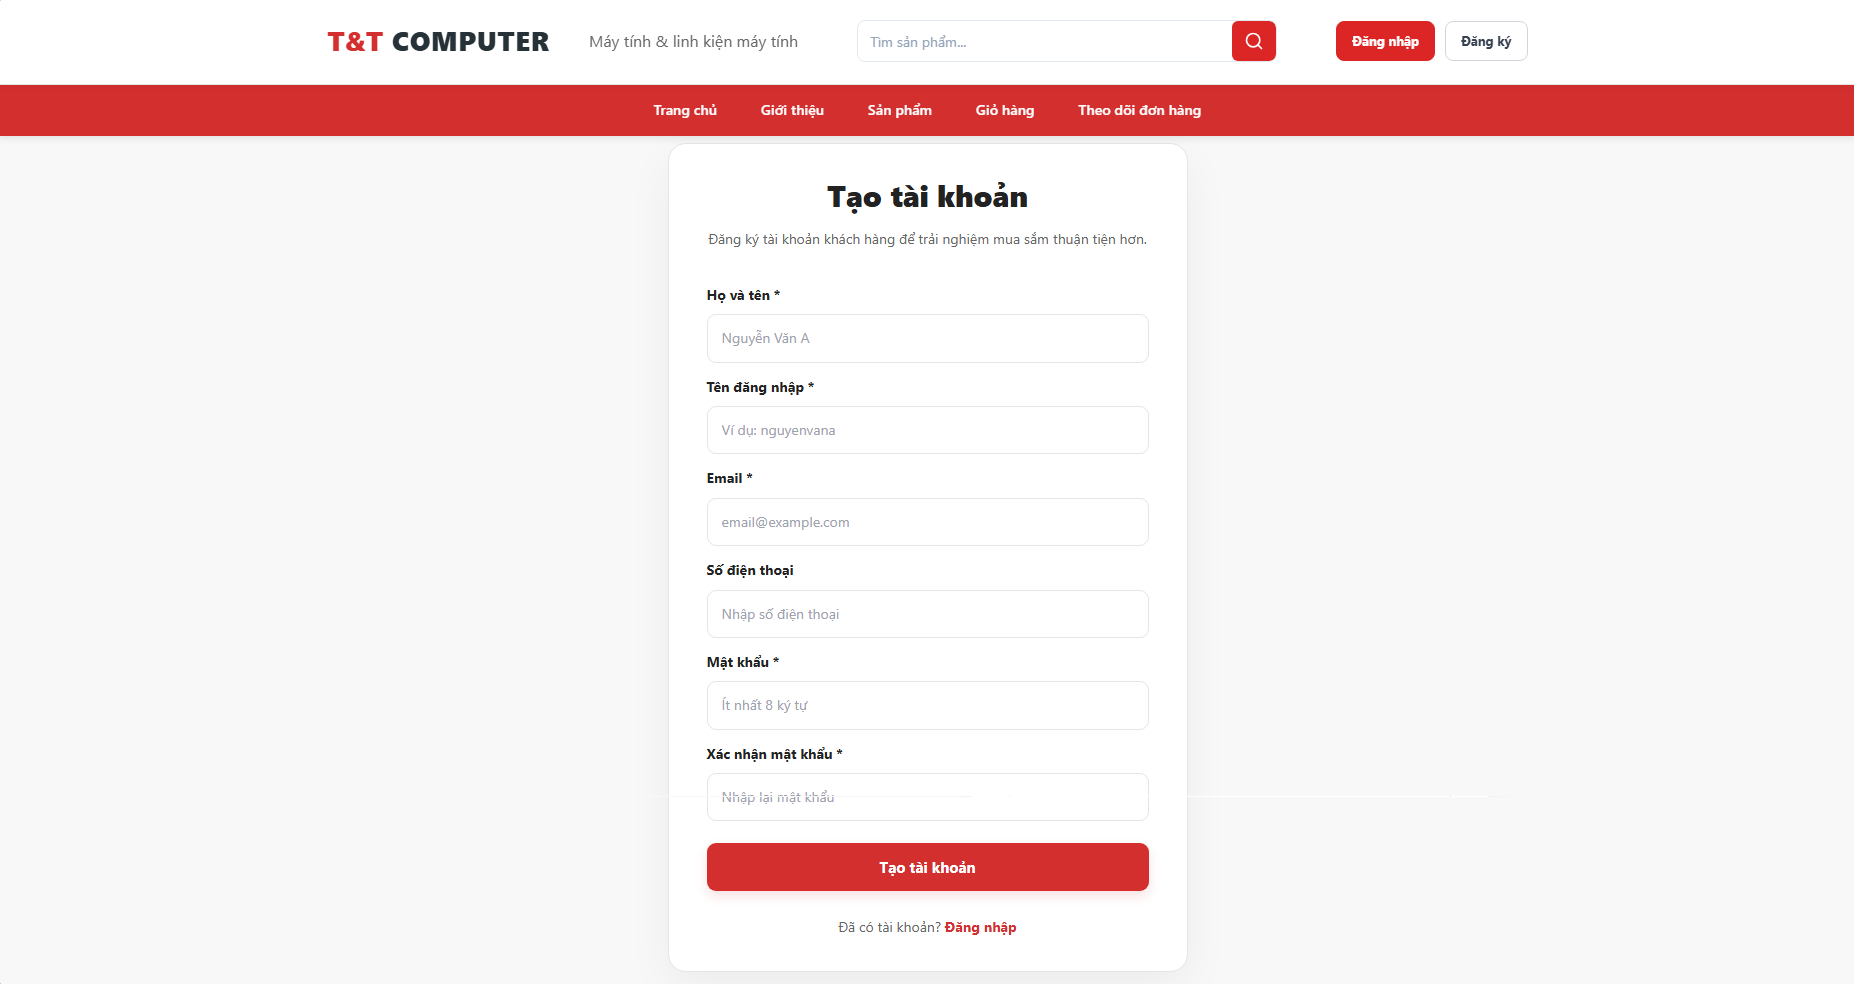 T&T COMPUTER
Máy tính & linh kiện máy tính
Tìm sản phẩm...
Đăng nhập
Đăng ký
Trang chủ
Giới thiệu
Sản phẩm
Giỏ hàng
Theo dõi đơn hàng
Tạo tài khoản
Đăng ký tài khoản khách hàng để trải nghiệm mua sắm thuận tiện hơn.
Họ và tên *
Nguyễn Văn A
Tên đăng nhập *
Ví dụ: nguyenvana
Email *
email@example.com
Số điện thoại
Nhập số điện thoại
Mật khẩu *
Ít nhất 8 ký tự
Xác nhận mật khẩu *
Nhập lại mật khẩu
Tạo tài khoản
Đã có tài khoản? Đăng nhập